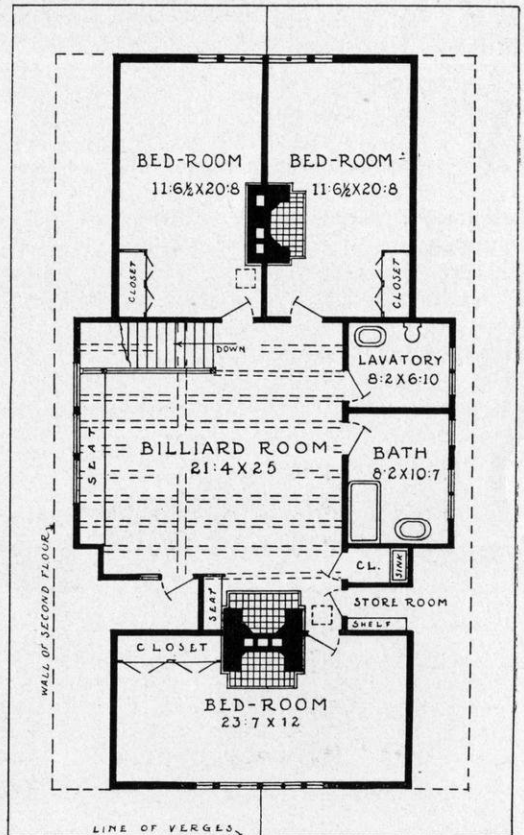 BED-ROOM
11:6½X20:8
BED-ROOM
11:6½X20:8
CLOSET
CLOSET
DOWN
LAVATORY
8:2X6:10
SEAT
BILLIARD ROOM
21:4X25
BATH
8:2X10:7
CL.
SINK
WALL OF SECOND FLOOR
SEAT
STORE ROOM
SHELF
CLOSET
BED-ROOM
23:7X12
LINE OF VERGES